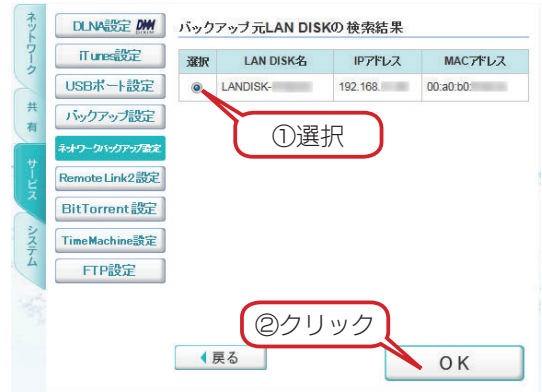 ネットワーク
共有
サービス
システム
DLNA設定
iTunes設定
USBポート設定
バックアップ設定
ネットワークバックアップ設定
RemoteLink2設定
BitTorrent設定
TimeMachine設定
FTP設定
バックアップ元LAN DISKの検索結果
選択 LAN DISK名 IPアドレス MACアドレス
LANDISK- 192.168. 00:a0:b0:
①選択
②クリック
戻る
OK